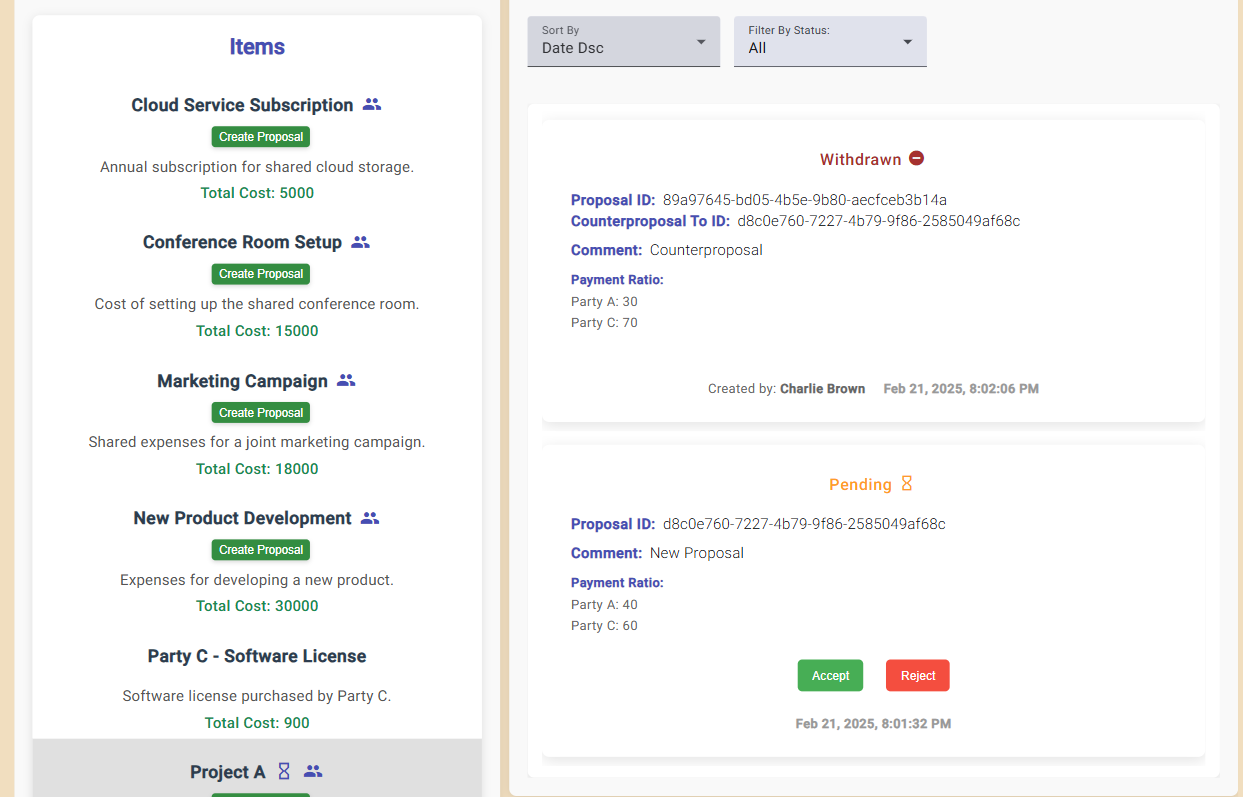 Items
Cloud Service Subscription
Create Proposal
Annual subscription for shared cloud storage.
Total Cost: 5000
Conference Room Setup
Create Proposal
Cost of setting up the shared conference room.
Total Cost: 15000
Marketing Campaign
Create Proposal
Shared expenses for a joint marketing campaign.
Total Cost: 18000
New Product Development
Create Proposal
Expenses for developing a new product.
Total Cost: 30000
Party C - Software License
Software license purchased by Party C.
Total Cost: 900
Project A
Sort By
Date Dsc
Filter By Status:
All
Withdrawn
Proposal ID: 89a97645-bd05-4b5e-9b80-aecfceb3b14a
Counterproposal To ID: d8c0e760-7227-4b79-9f86-2585049af68c
Comment: Counterproposal
Payment Ratio:
Party A: 30
Party C: 70
Created by: Charlie Brown Feb 21, 2025, 8:02:06 PM
Pending
Proposal ID: d8c0e760-7227-4b79-9f86-2585049af68c
Comment: New Proposal
Payment Ratio:
Party A: 40
Party C: 60
Accept Reject
Feb 21, 2025, 8:01:32 PM